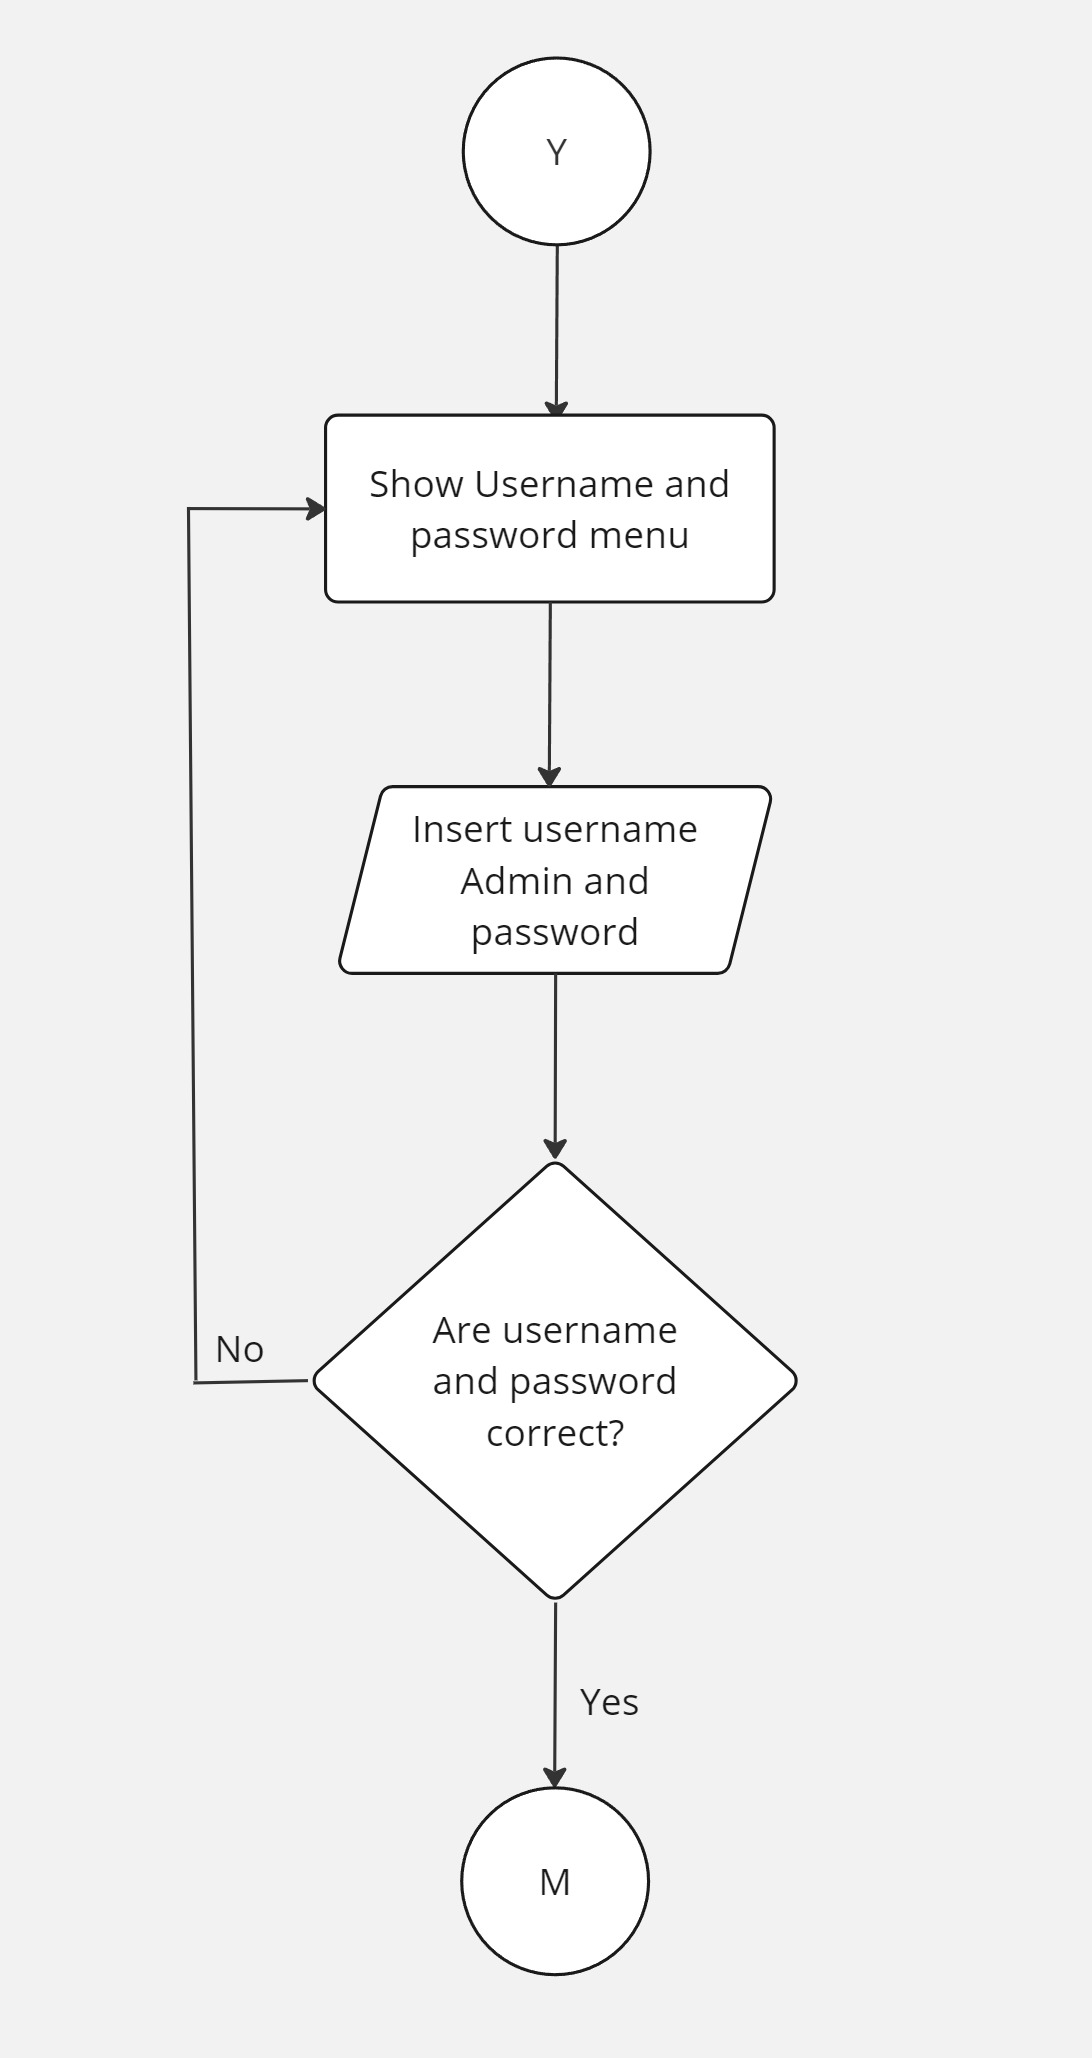 Y
Show Username and
password menu
Insert username
Admin and
password
Are username
and password
correct?
No
Yes
M